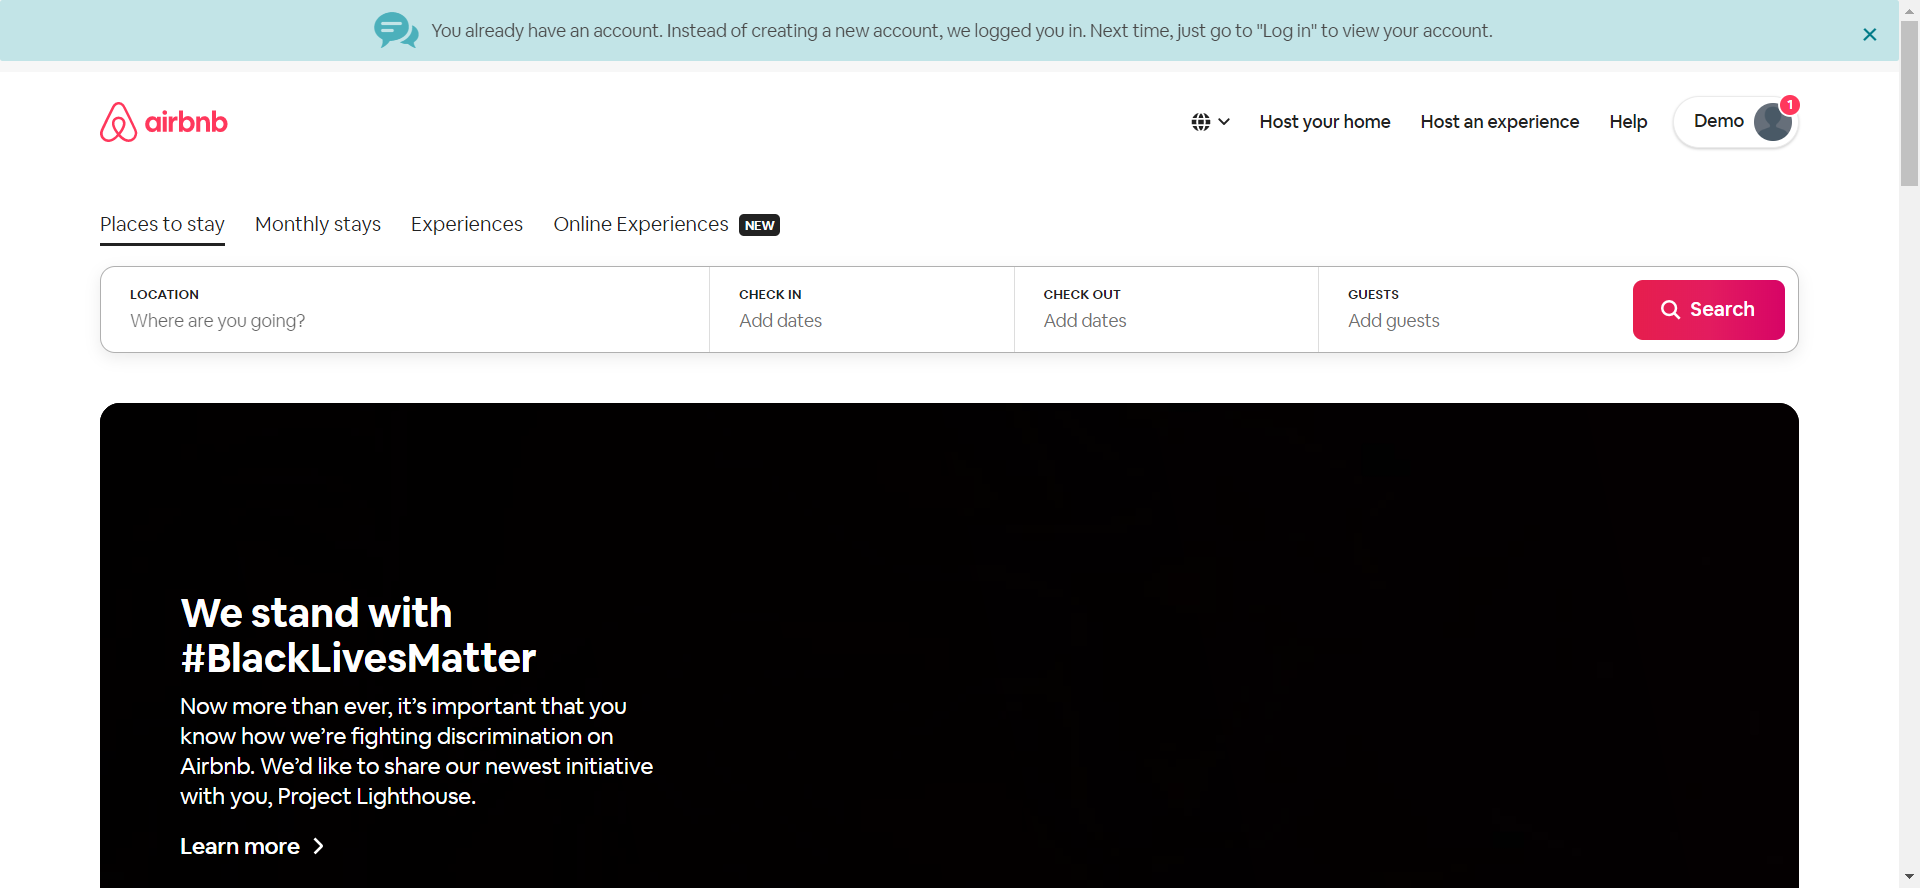 You already have an account. Instead of creating a new account, we logged you in. Next time, just go to "Log in" to view your account.
airbnb
Host your home
Host an experience
Help
Demo
1
Places to stay
Monthly stays
Experiences
Online Experiences
NEW
LOCATION
Where are you going?
CHECK IN
Add dates
CHECK OUT
Add dates
GUESTS
Add guests
Search
We stand with
#BlackLivesMatter
Now more than ever, it’s important that you
know how we’re fighting discrimination on
Airbnb. We’d like to share our newest initiative
with you, Project Lighthouse.
Learn more